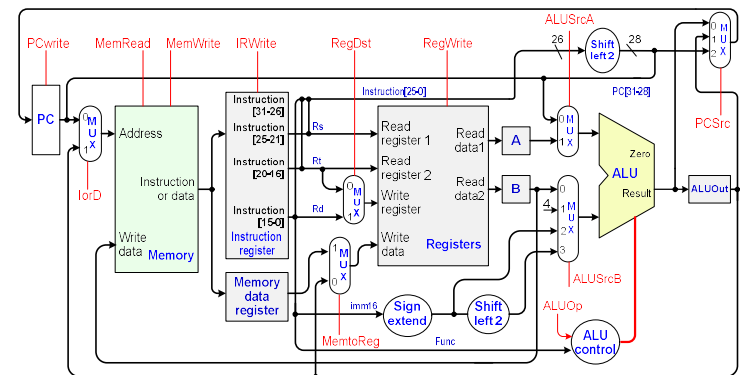 ALUSrcA
PCwrite
MemRead
MemWrite
IRWrite
RegDst
RegWrite
26
Shift
left 2
28
0
1
2
M
U
X
PCSrc
Instruction[25-0]
PC[31-28]
PC
0
M
U
X
1
IorD
Address
Instruction
or data
Write
data
Memory
Instruction
[31-26]
Instruction
[25-21]
Instruction
[20-16]
Instruction
[15-0]
Instruction
register
Rs
Rt
Rd
Memory
data
register
0
M
U
X
1
Read
register 1
Read
register 2
Write
register
Write
data
Read
data1
Read
data2
Registers
1
M
U
X
0
MemtoReg
A
B
0
M
U
X
1
4
0
1
2
3
M
U
X
ALUSrcB
Zero
ALU
Result
ALUOut
imm16
Sign
extend
Shift
left 2
ALUOp
ALU
control
Func